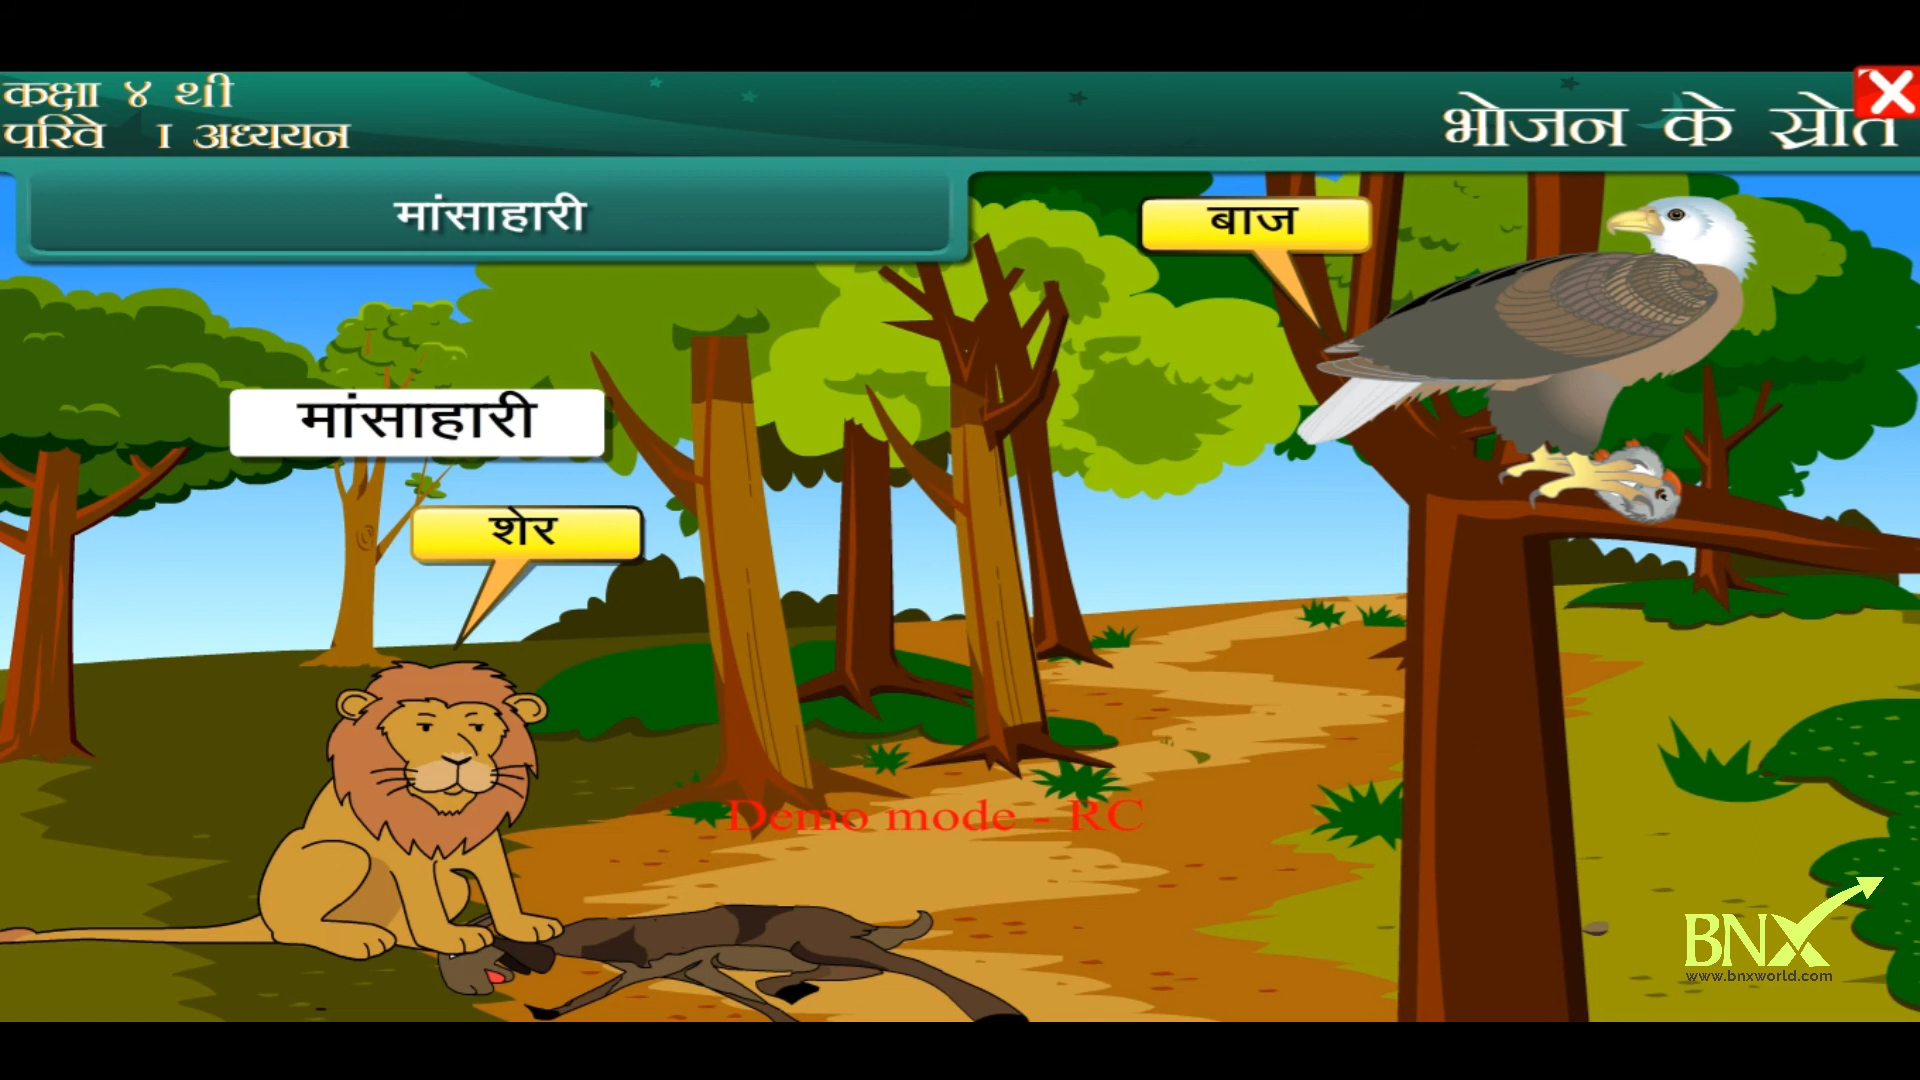 कक्षा ४ थी
परिवे I अध्ययन
भोजन के स्रोत
मांसाहारी
बाज
मांसाहारी
शेर
Demo mode - RC
BNX
www.bnxworld.com